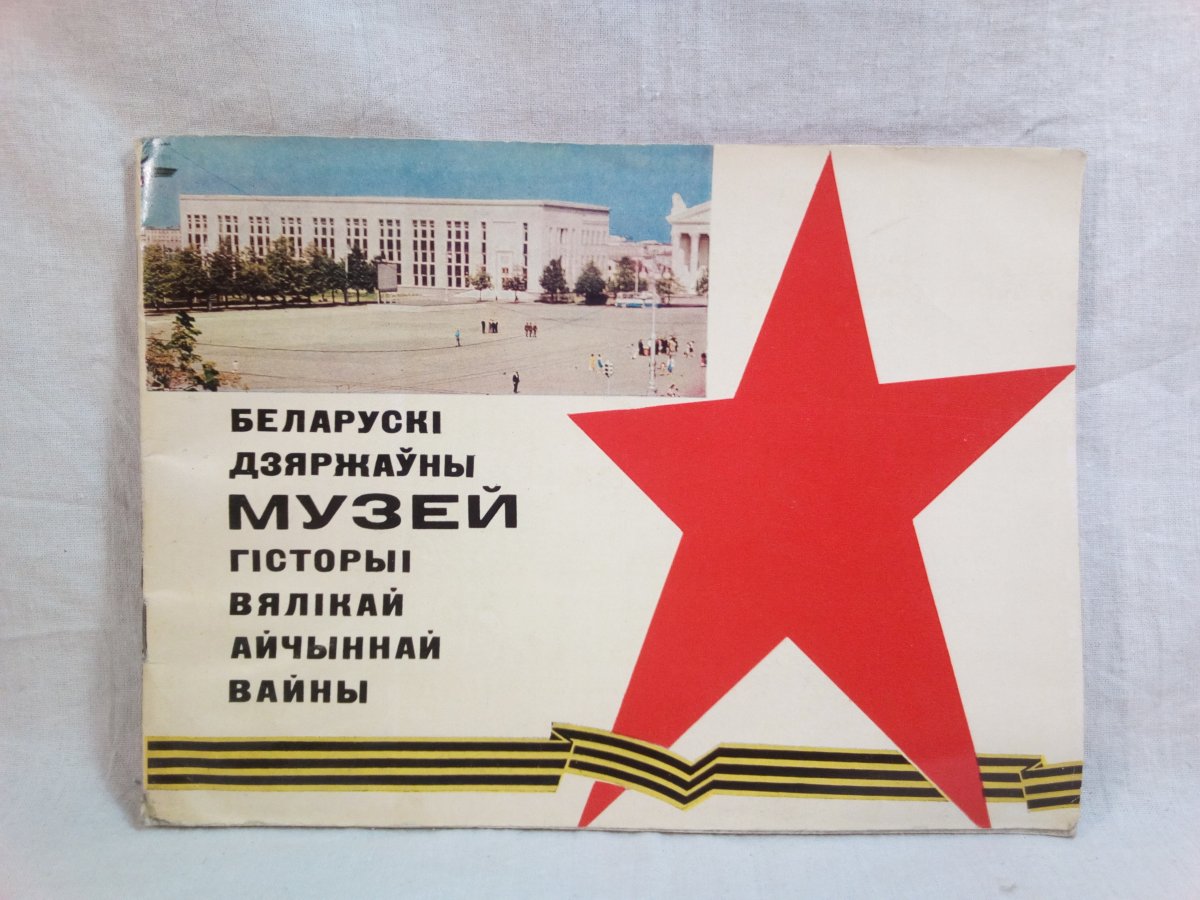 БЕЛАРУСКІ
ДЗЯРЖАЎНЫ
МУЗЕЙ
ГІСТОРЫІ
ВЯЛІКАЙ
АЙЧЫННАЙ
ВАЙНЫ